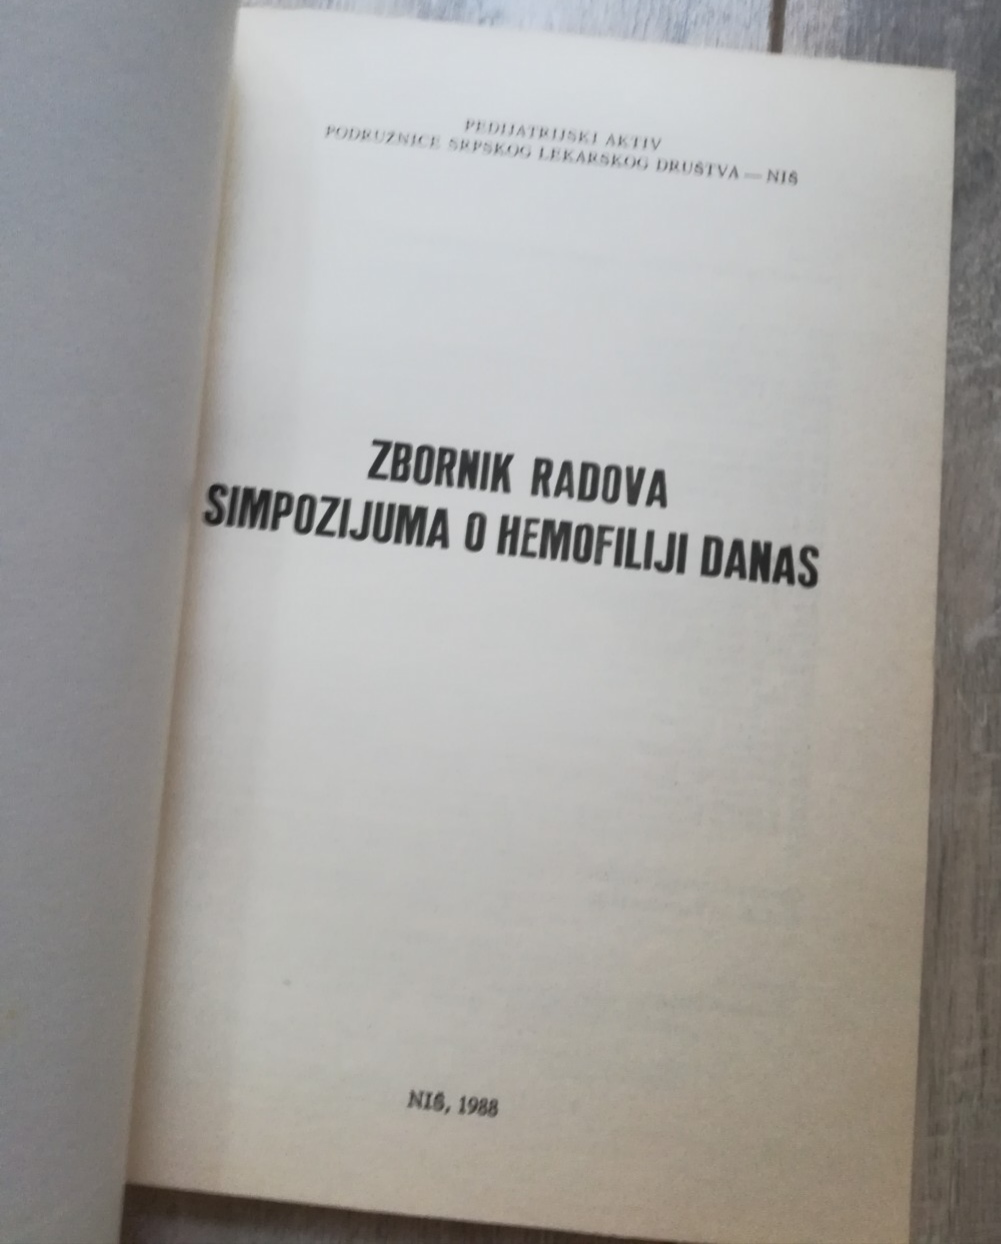 PEDIJATRIJSKI AKTIV
PODRUŽNICE SRPSKOG LEKARSKOG DRUŠTVA — NIŠ
ZBORNIK RADOVA
SIMPOZIJUMA O HEMOFILIJI DANAS
NIŠ, 1988